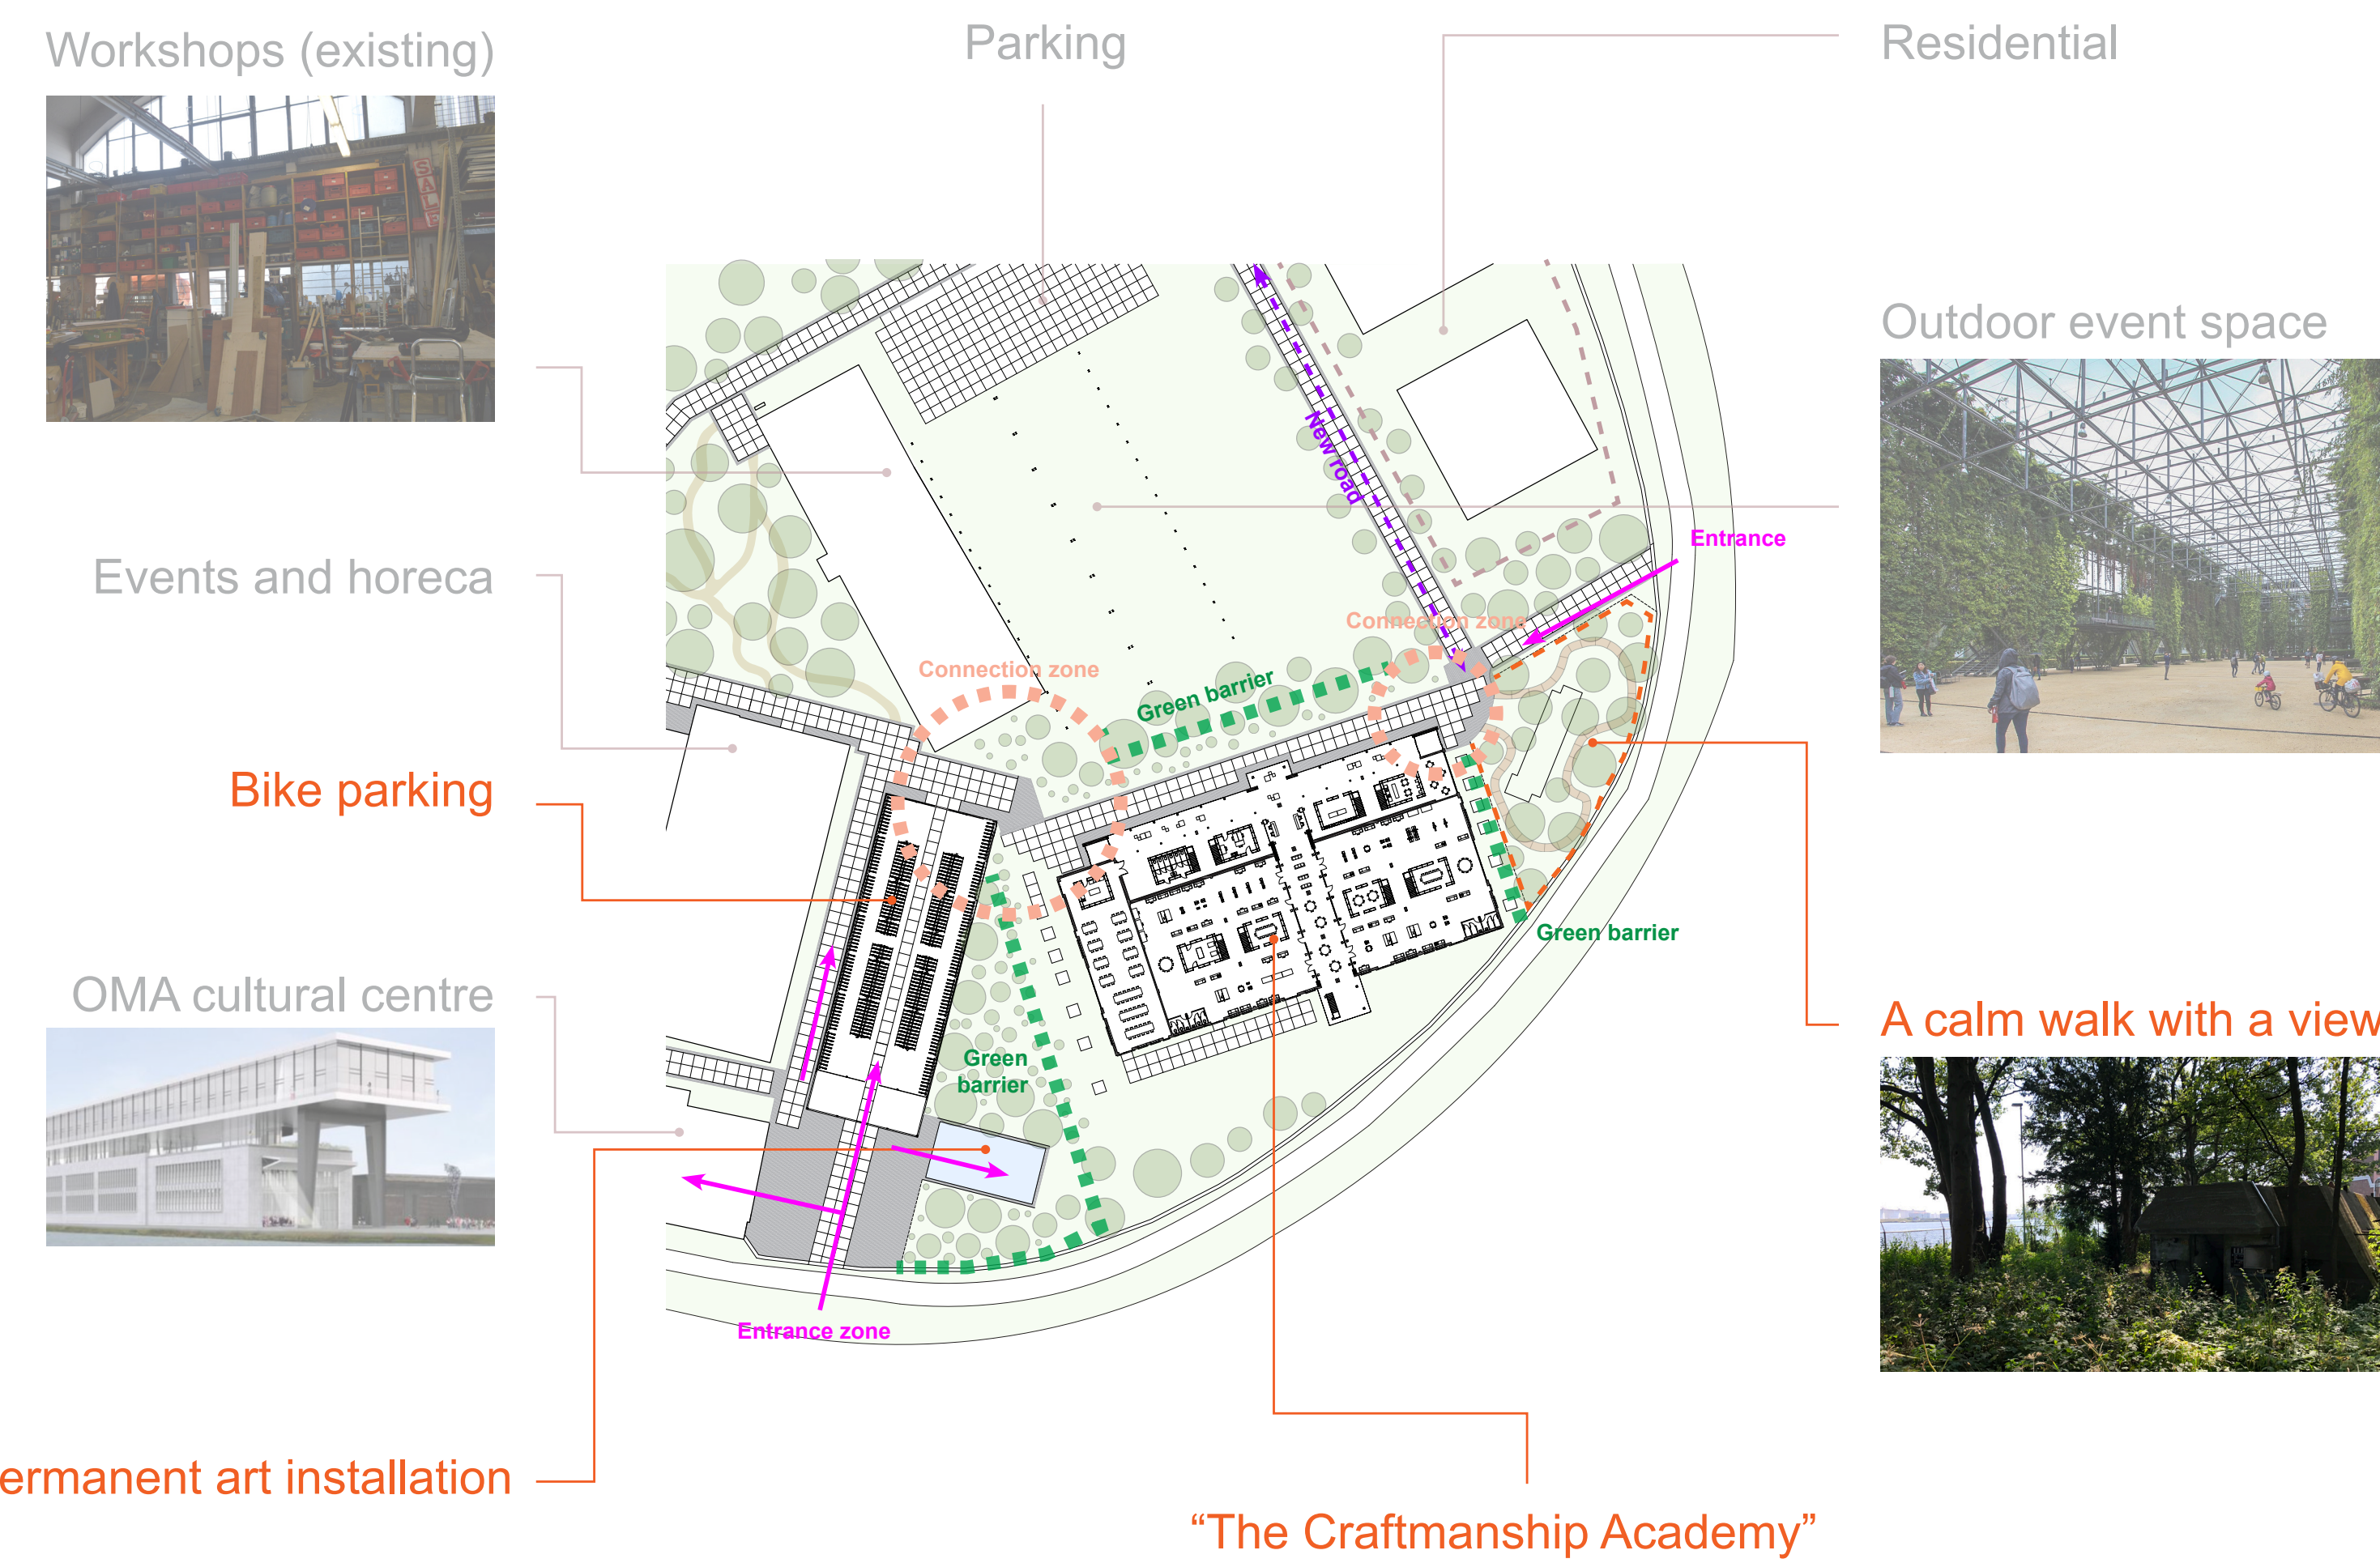 Workshops (existing)
Parking
Residential
SALE
Outdoor event space
New road
Entrance
Events and horeca
Connection zone
Connection zone
Green barrier
Bike parking
Green barrier
OMA cultural centre
A calm walk with a view
Green
barrier
Entrance zone
ermanent art installation
“The Craftmanship Academy”